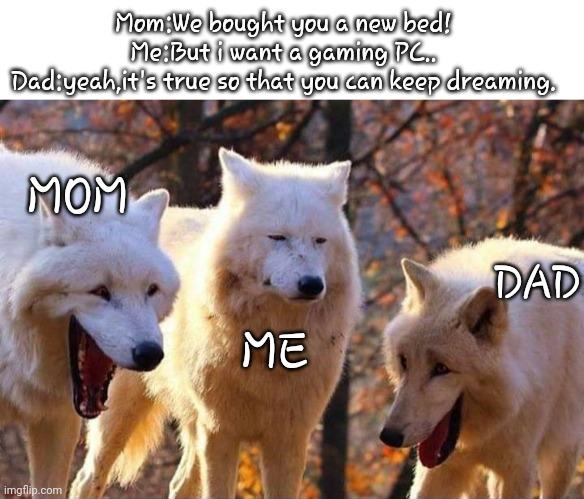 Mom:We bought you a new bed!
Me:But i want a gaming PC..
Dad:yeah,it's true so that you can keep dreaming.
MOM
DAD
ME
imgflip.com